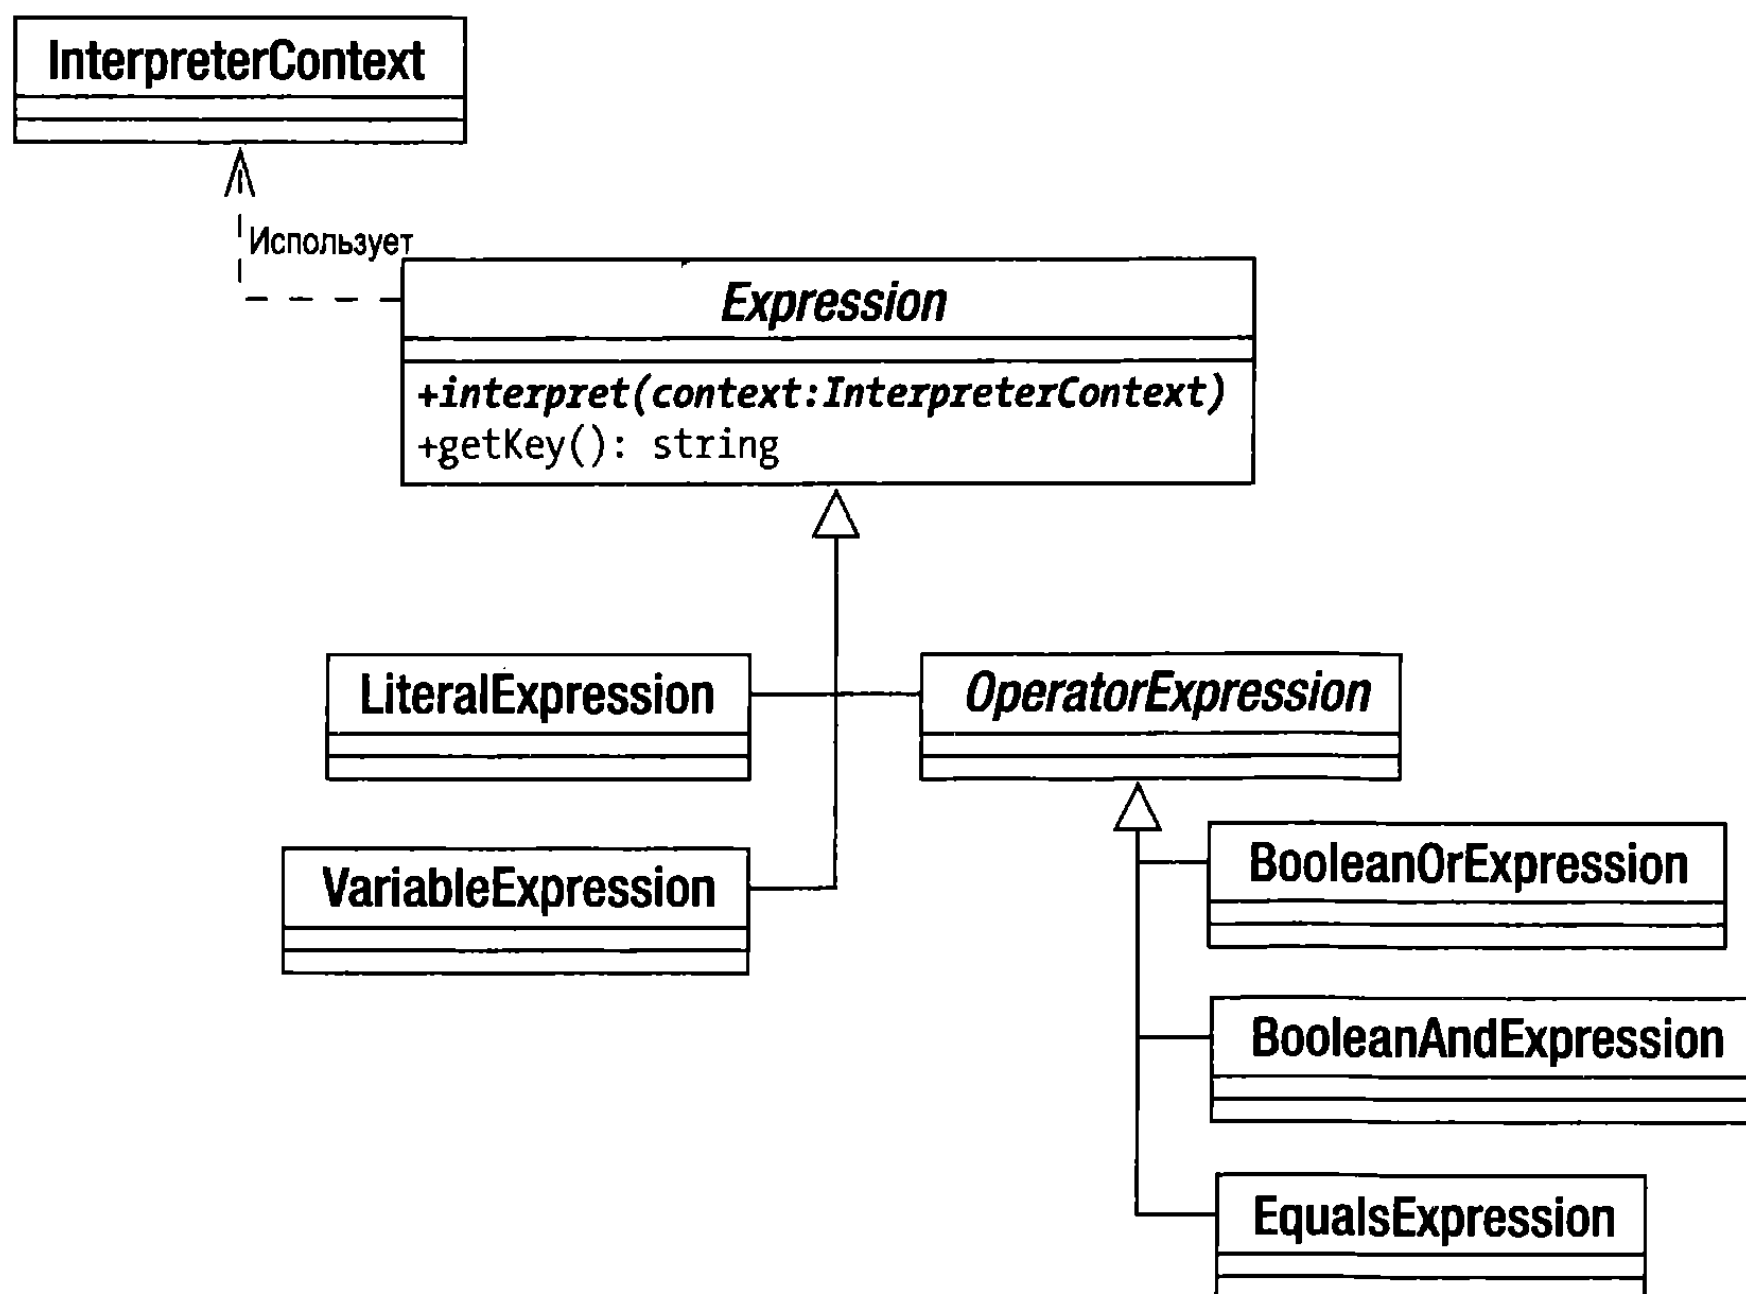 InterpreterContext
Использует
Expression
+interpret(context:InterpreterContext)
+getKey(): string
LiteralExpression
OperatorExpression
VariableExpression
BooleanOrExpression
BooleanAndExpression
EqualsExpression